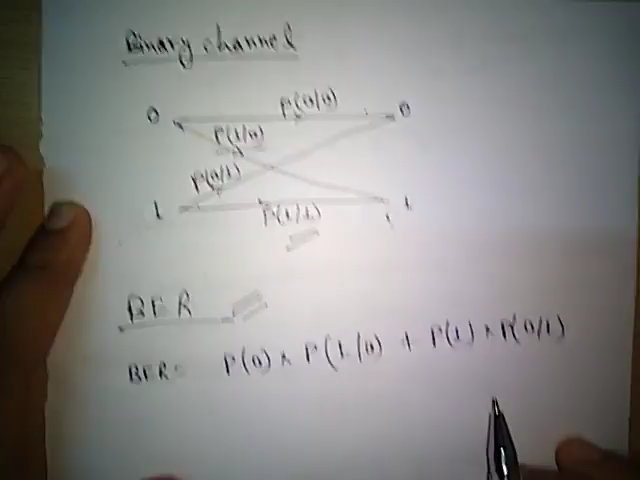 Binary channel
0 P(0/0) 0
P(1/0)
P(0/1)
1 P(1/1) 1
BER
BER = P(0) x P(1/0) + P(1) x P(0/1)